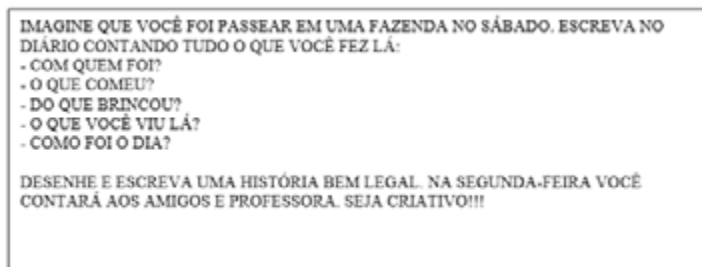 IMAGINE QUE VOCÊ FOI PASSEAR EM UMA FAZENDA NO SÁBADO. ESCREVA NO
DIÁRIO CONTANDO TUDO O QUE VOCÊ FEZ LÁ:
- COM QUEM FOI?
- O QUE COMEU?
- DO QUE BRINCOU?
- O QUE VOCÊ VIU LÁ?
- COMO FOI O DIA?
DESENHE E ESCREVA UMA HISTÓRIA BEM LEGAL. NA SEGUNDA-FEIRA VOCÊ
CONTARÁ AOS AMIGOS E PROFESSORA. SEJA CRIATIVO!!!